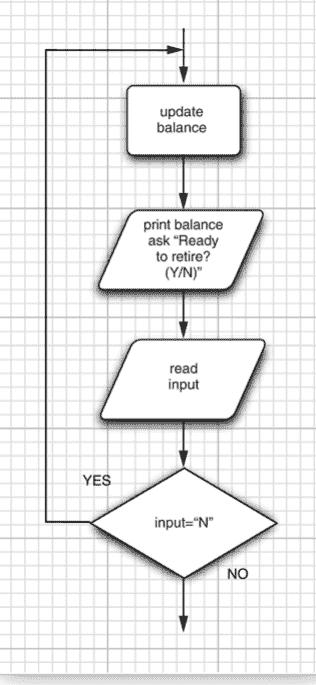 update
balance
print balance
ask “Ready
to retire?
(Y/N)”
read
input
YES
input=“N”
NO